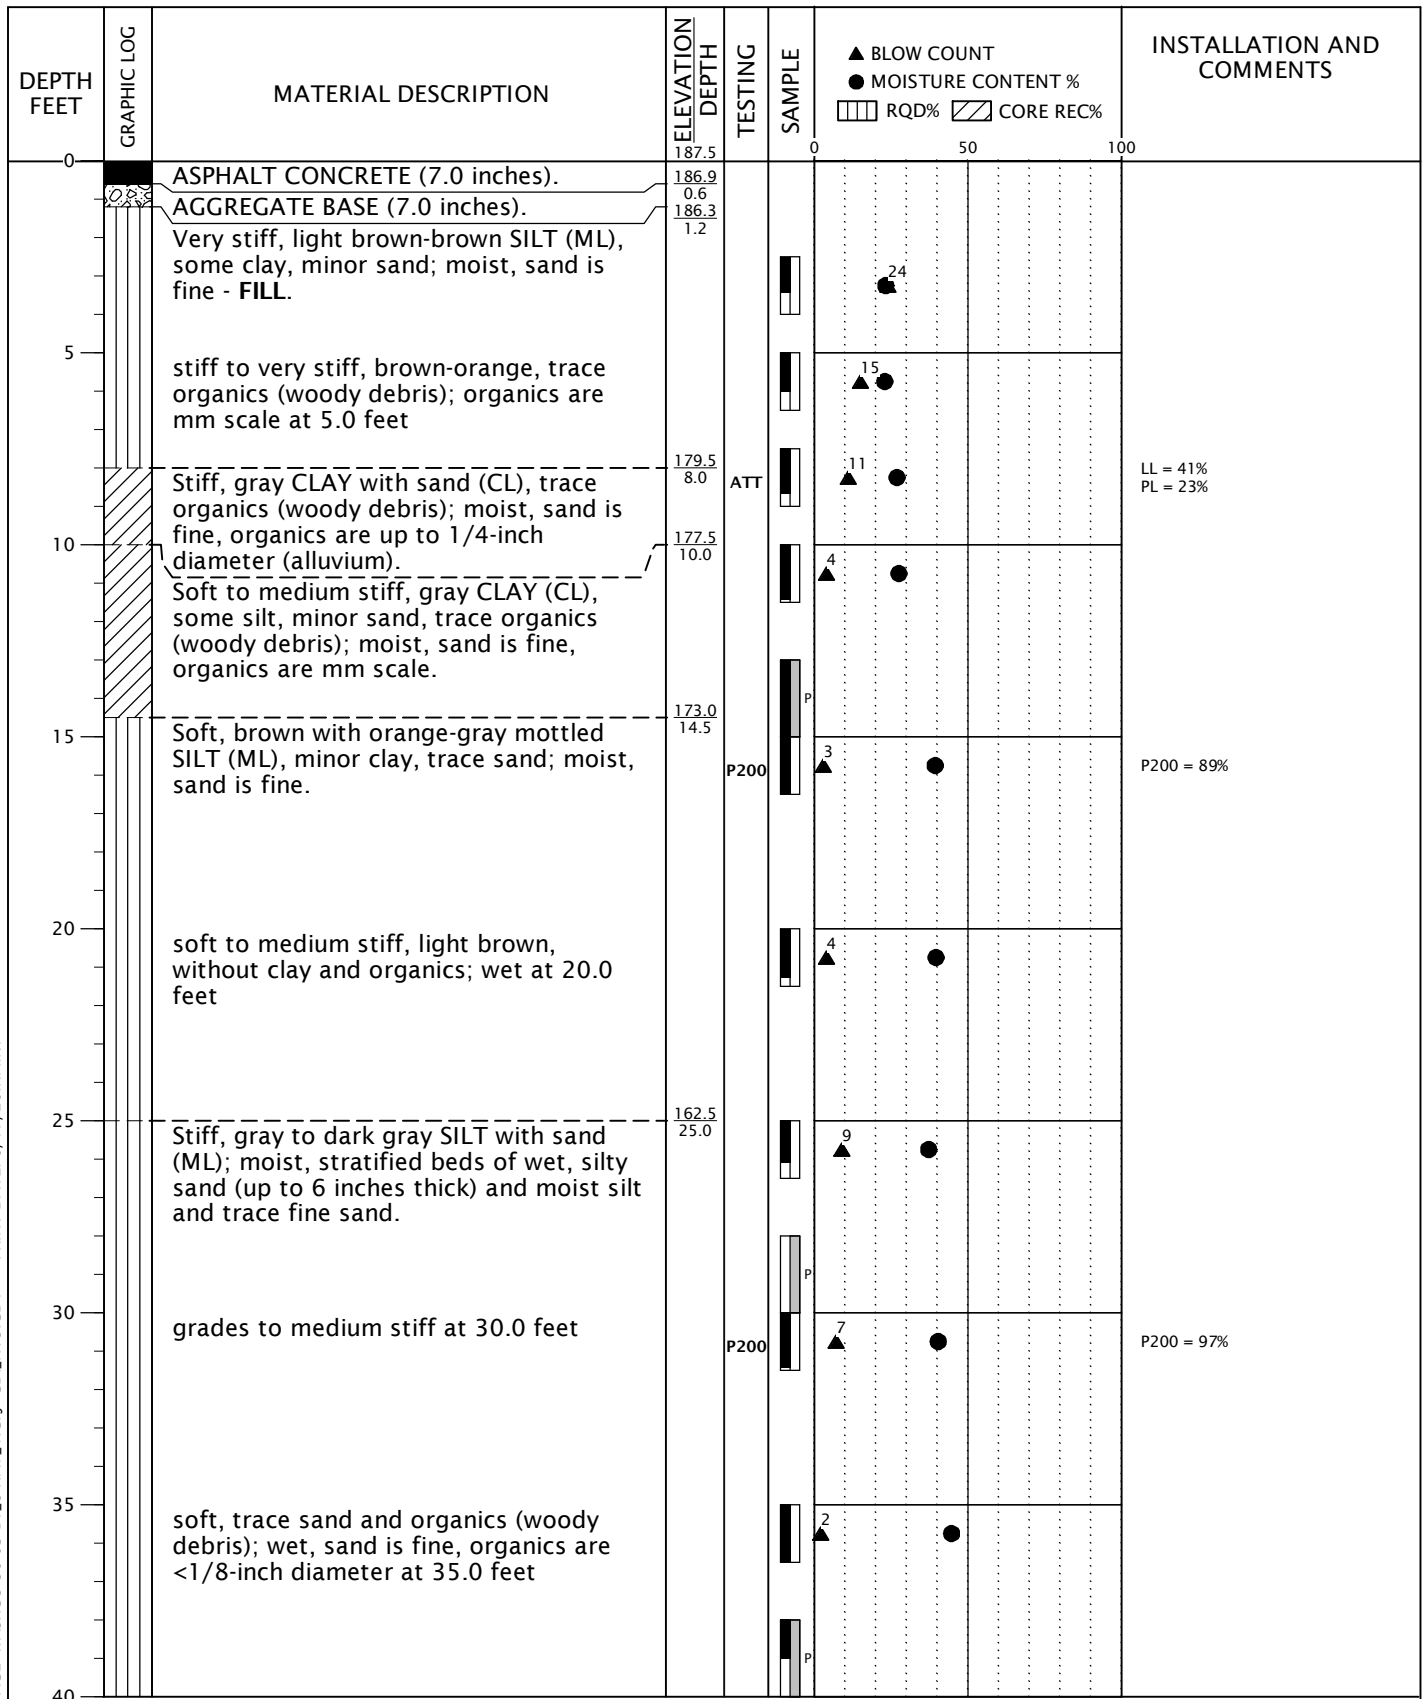 DEPTH
FEET
GRAPHIC LOG
MATERIAL DESCRIPTION
ELEVATION
DEPTH
TESTING
SAMPLE
▲ BLOW COUNT
● MOISTURE CONTENT %
RQD%
CORE REC%
INSTALLATION AND
COMMENTS
0
50
100
0
187.5
ASPHALT CONCRETE (7.0 inches).
186.9
0.6
AGGREGATE BASE (7.0 inches).
186.3
1.2
Very stiff, light brown-brown SILT (ML),
some clay, minor sand; moist, sand is
fine - FILL.
24
5
stiff to very stiff, brown-orange, trace
organics (woody debris); organics are
mm scale at 5.0 feet
15
179.5
8.0
Stiff, gray CLAY with sand (CL), trace
organics (woody debris); moist, sand is
fine, organics are up to 1/4-inch
diameter (alluvium).
ATT
11
LL = 41%
PL = 23%
10
177.5
10.0
Soft to medium stiff, gray CLAY (CL),
some silt, minor sand, trace organics
(woody debris); moist, sand is fine,
organics are mm scale.
4
P
173.0
14.5
15
Soft, brown with orange-gray mottled
SILT (ML), minor clay, trace sand; moist,
sand is fine.
P200
3
P200 = 89%
20
soft to medium stiff, light brown,
without clay and organics; wet at 20.0
feet
4
25
162.5
25.0
Stiff, gray to dark gray SILT with sand
(ML); moist, stratified beds of wet, silty
sand (up to 6 inches thick) and moist silt
and trace fine sand.
9
P
30
grades to medium stiff at 30.0 feet
P200
7
P200 = 97%
35
soft, trace sand and organics (woody
debris); wet, sand is fine, organics are
<1/8-inch diameter at 35.0 feet
2
P
40